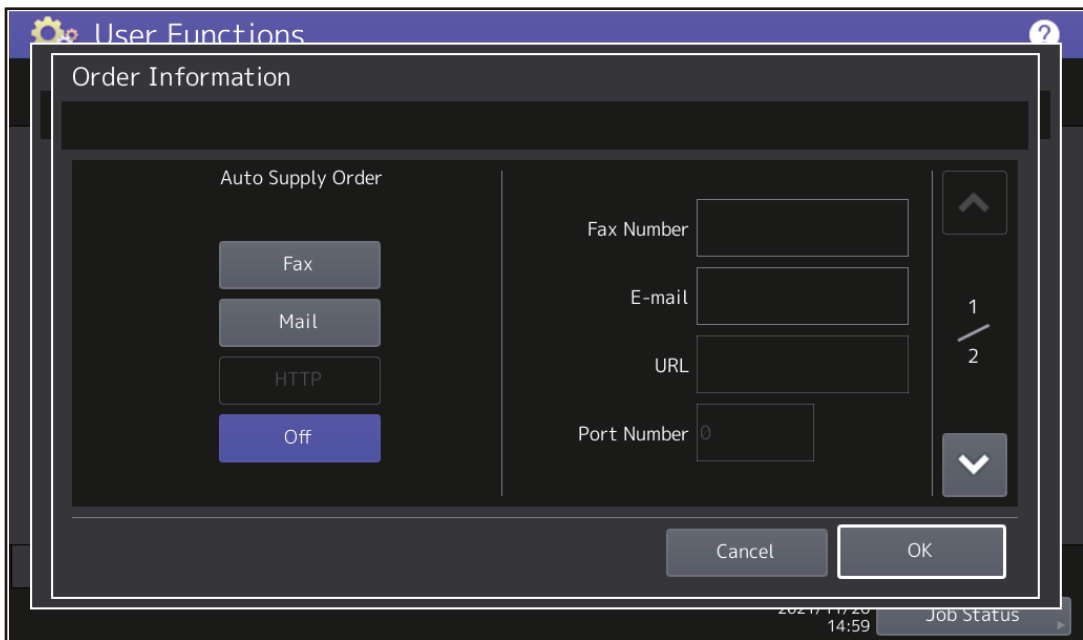 User Functions
?
Order Information
Auto Supply Order
Fax
Mail
HTTP
Off
Fax Number
E-mail
URL
Port Number 0
1
2
Cancel
OK
14:59
Job Status